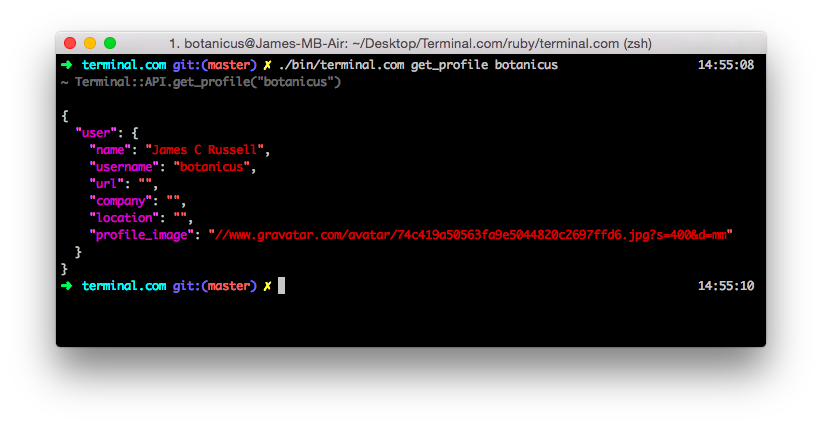 1. botanicus@James-MB-Air: ~/Desktop/Terminal.com/ruby/terminal.com (zsh)
➜ terminal.com git:(master) ✗ ./bin/terminal.com get_profile botanicus 14:55:08
~ Terminal::API.get_profile("botanicus")
{
"user": {
"name": "James C Russell",
"username": "botanicus",
"url": "",
"company": "",
"location": "",
"profile_image": "//www.gravatar.com/avatar/74c419a50563fa9e5044820c2697ffd6.jpg?s=400&d=mm"
}
}
➜ terminal.com git:(master) ✗ 14:55:10